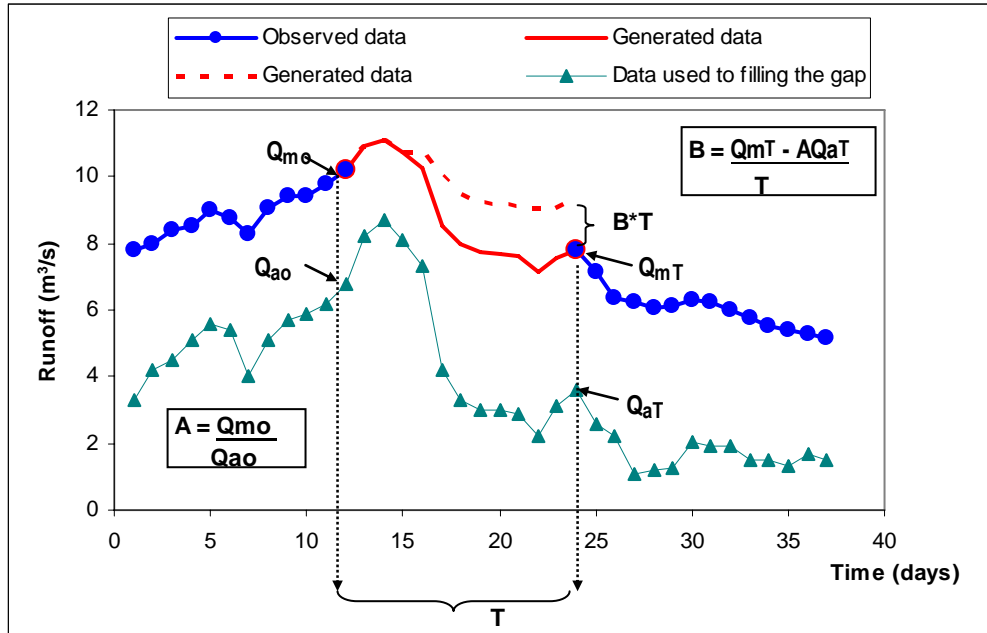 Observed data
Generated data
Generated data
Data used to filling the gap
12
10
8
6
4
2
0
Runoff (m³/s)
Qmo
Qao
A = Qmo
Qao
B = QmT - AQaT
T
B*T
QmT
QaT
0 5 10 15 20 25 30 35 40
Time (days)
T